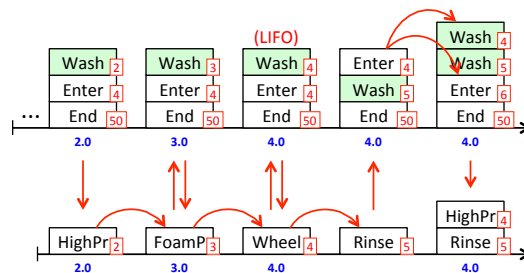 (LIFO)
Wash 4
Wash 2 Wash 3 Wash 4 Enter 4 Wash 5
Enter 4 Enter 4 Enter 4 Wash 5 Enter 6
... End 50 End 50 End 50 End 50 End 50
2.0 3.0 4.0 4.0 4.0
HighPr 4
HighPr 2 FoamP 3 Wheel 4 Rinse 5 Rinse 5
2.0 3.0 4.0 4.0 4.0